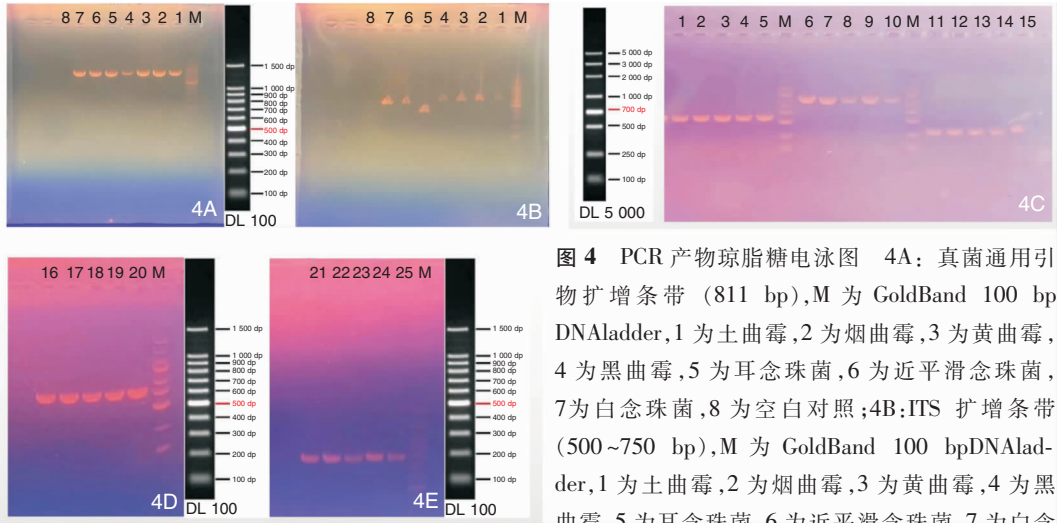 8 7 6 5 4 3 2 1 M
1 500 dp
1 000 dp
900 dp
800 dp
700 dp
600 dp
500 dp
400 dp
300 dp
200 dp
100 dp
4A
DL 100
8 7 6 5 4 3 2 1 M
4B
5 000 dp
3 000 dp
2 000 dp
1 000 dp
700 dp
500 dp
250 dp
100 dp
DL 5 000
1 2 3 4 5 M 6 7 8 9 10 M 11 12 13 14 15
4C
16 17 18 19 20 M
4D
1 500 dp
1 000 dp
900 dp
800 dp
700 dp
600 dp
500 dp
400 dp
300 dp
200 dp
100 dp
DL 100
21 22 23 24 25 M
4E
1 500 dp
1 000 dp
900 dp
800 dp
700 dp
600 dp
500 dp
400 dp
300 dp
200 dp
100 dp
DL 100
图 4 PCR 产物琼脂糖电泳图 4A: 真菌通用引
物扩增条带 (811 bp),M 为 GoldBand 100 bp
DNAladder,1 为土曲霉,2 为烟曲霉,3 为黄曲霉,
4 为黑曲霉,5 为耳念珠菌,6 为近平滑念珠菌,
7为白念珠菌,8 为空白对照;4B:ITS 扩增条带
(500~750 bp),M 为 GoldBand 100 bpDNAlad-
der,1 为土曲霉,2 为烟曲霉,3 为黄曲霉,4 为黑
曲霉,5 为耳念珠菌,6 为近平滑念珠菌,7 为白念